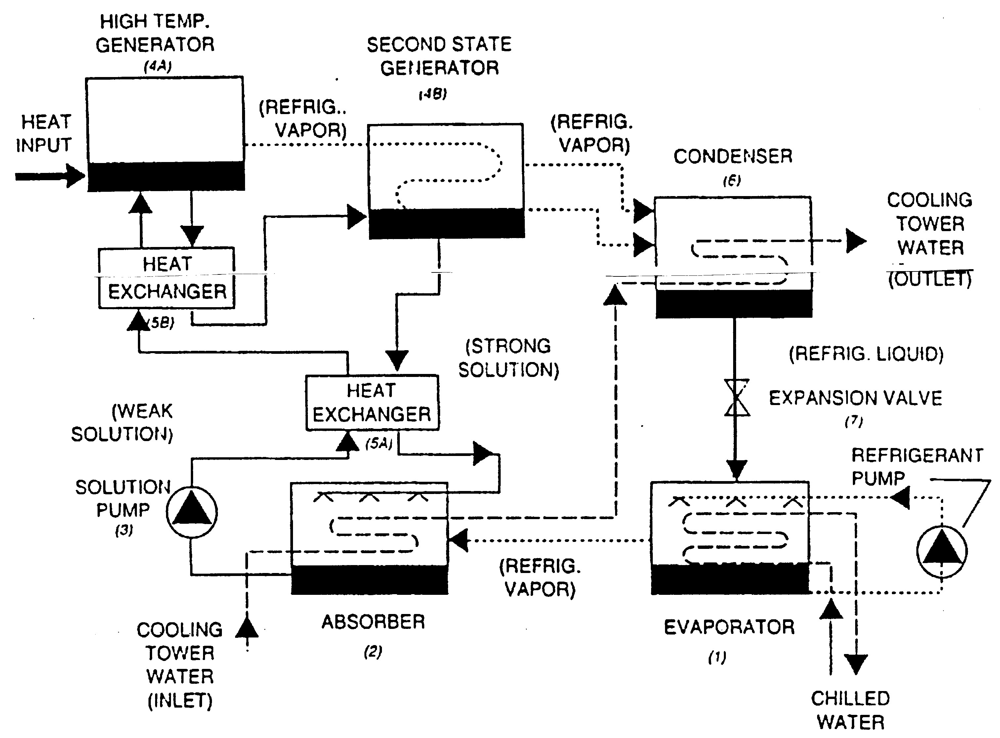 HIGH TEMP.
GENERATOR
(4A)
SECOND STATE
GENERATOR
(4B)
HEAT
INPUT
(REFRIG..
VAPOR)
(REFRIG.
VAPOR)
CONDENSER
(6)
COOLING
TOWER
WATER
(OUTLET)
HEAT
EXCHANGER
(5B)
(STRONG
SOLUTION)
(REFRIG. LIQUID)
HEAT
EXCHANGER
(5A)
EXPANSION VALVE
(7)
(WEAK
SOLUTION)
REFRIGERANT
PUMP
SOLUTION
PUMP
(3)
(REFRIG.
VAPOR)
ABSORBER
(2)
EVAPORATOR
(1)
COOLING
TOWER
WATER
(INLET)
CHILLED
WATER